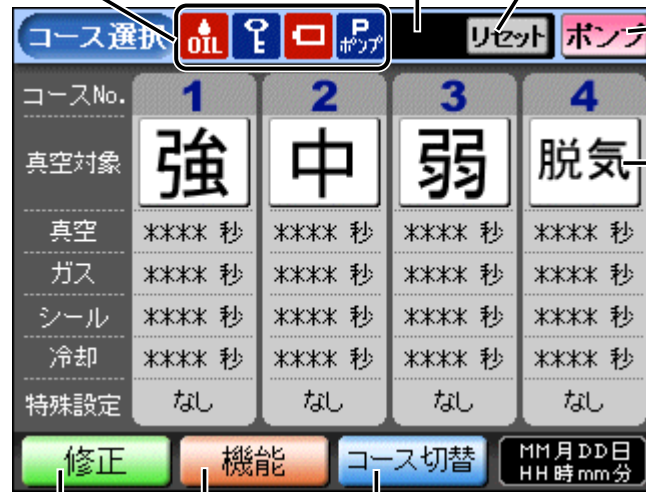 コース選択 OIL P ポンプ リセット ポンプ
コースNo. 1 2 3 4
真空対象 強 中 弱 脱気
真空 **** 秒 **** 秒 **** 秒 **** 秒
ガス **** 秒 **** 秒 **** 秒 **** 秒
シール **** 秒 **** 秒 **** 秒 **** 秒
冷却 **** 秒 **** 秒 **** 秒 **** 秒
特殊設定 なし なし なし なし
修正 機能 コース切替 MM月DD日
HH時mm分